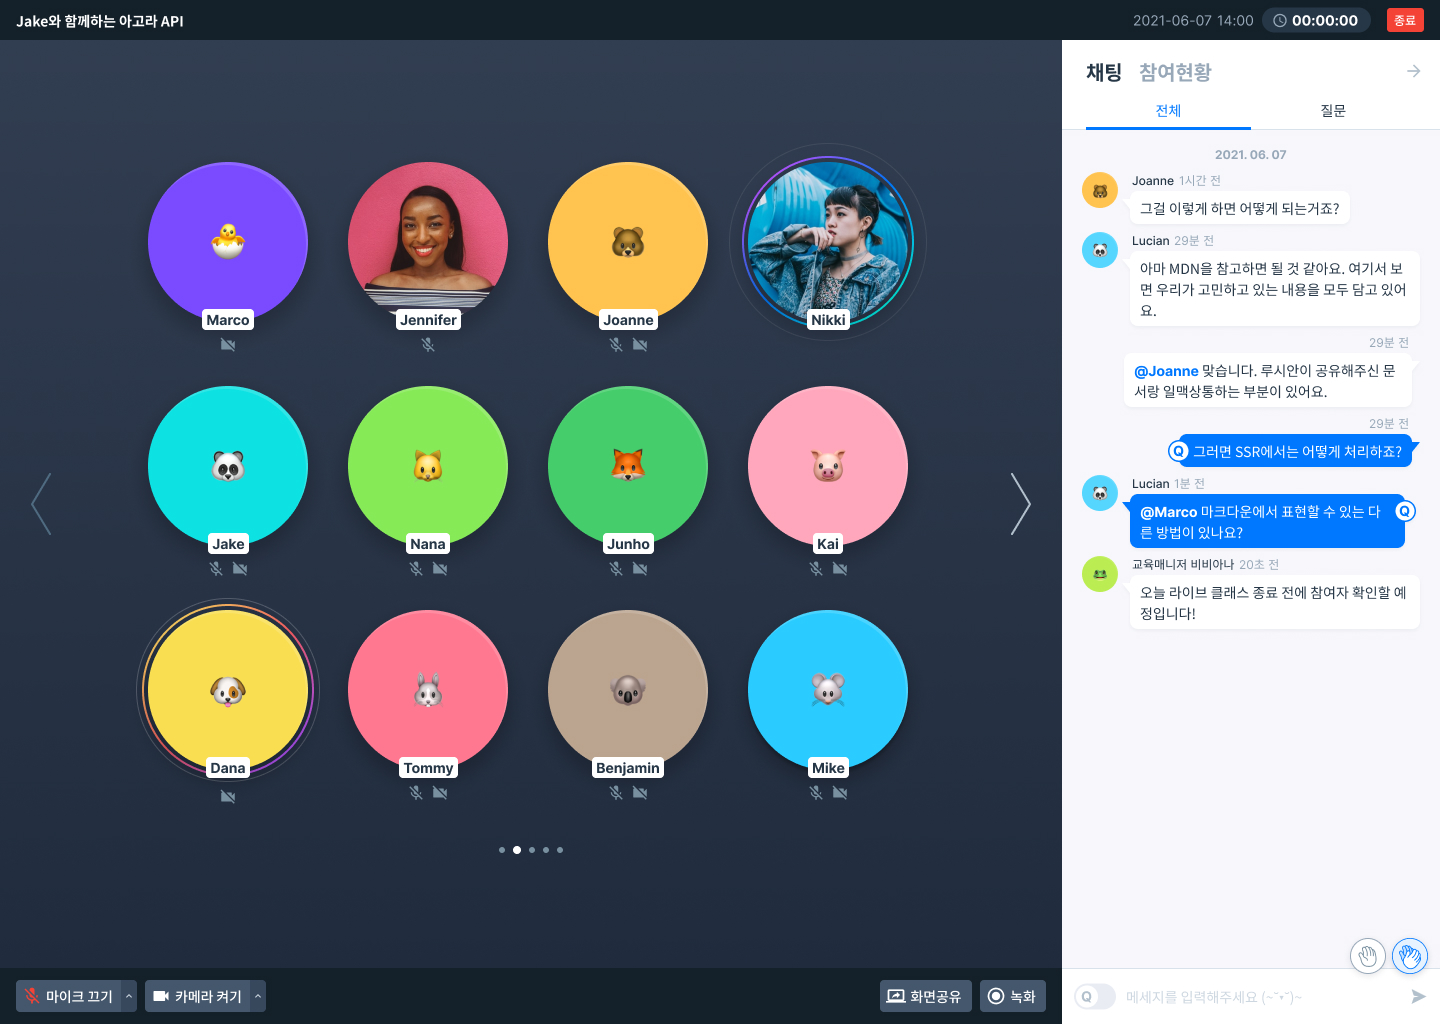 Jake와 함께하는 아고라 API
2021-06-07 14:00
00:00:00
종료
Marco
Jennifer
Joanne
Nikki
Jake
Nana
Junho
Kai
Dana
Tommy
Benjamin
Mike
마이크 끄기
카메라 켜기
화면공유
녹화
채팅
참여현황
전체
질문
2021. 06. 07
Joanne 1시간 전
그걸 이렇게 하면 어떻게 되는거죠?
Lucian 29분 전
아마 MDN을 참고하면 될 것 같아요. 여기서 보
면 우리가 고민하고 있는 내용을 모두 담고 있어
요.
29분 전
@Joanne 맞습니다. 루시안이 공유해주신 문
서랑 일맥상통하는 부분이 있어요.
29분 전
Q 그러면 SSR에서는 어떻게 처리하죠?
Lucian 1분 전
@Marco 마크다운에서 표현할 수 있는 다
른 방법이 있나요?
Q
교육매니저 비비아나 20초 전
오늘 라이브 클래스 종료 전에 참여자 확인할 예
정입니다!
Q
메세지를 입력해주세요 (~˘▾˘)~